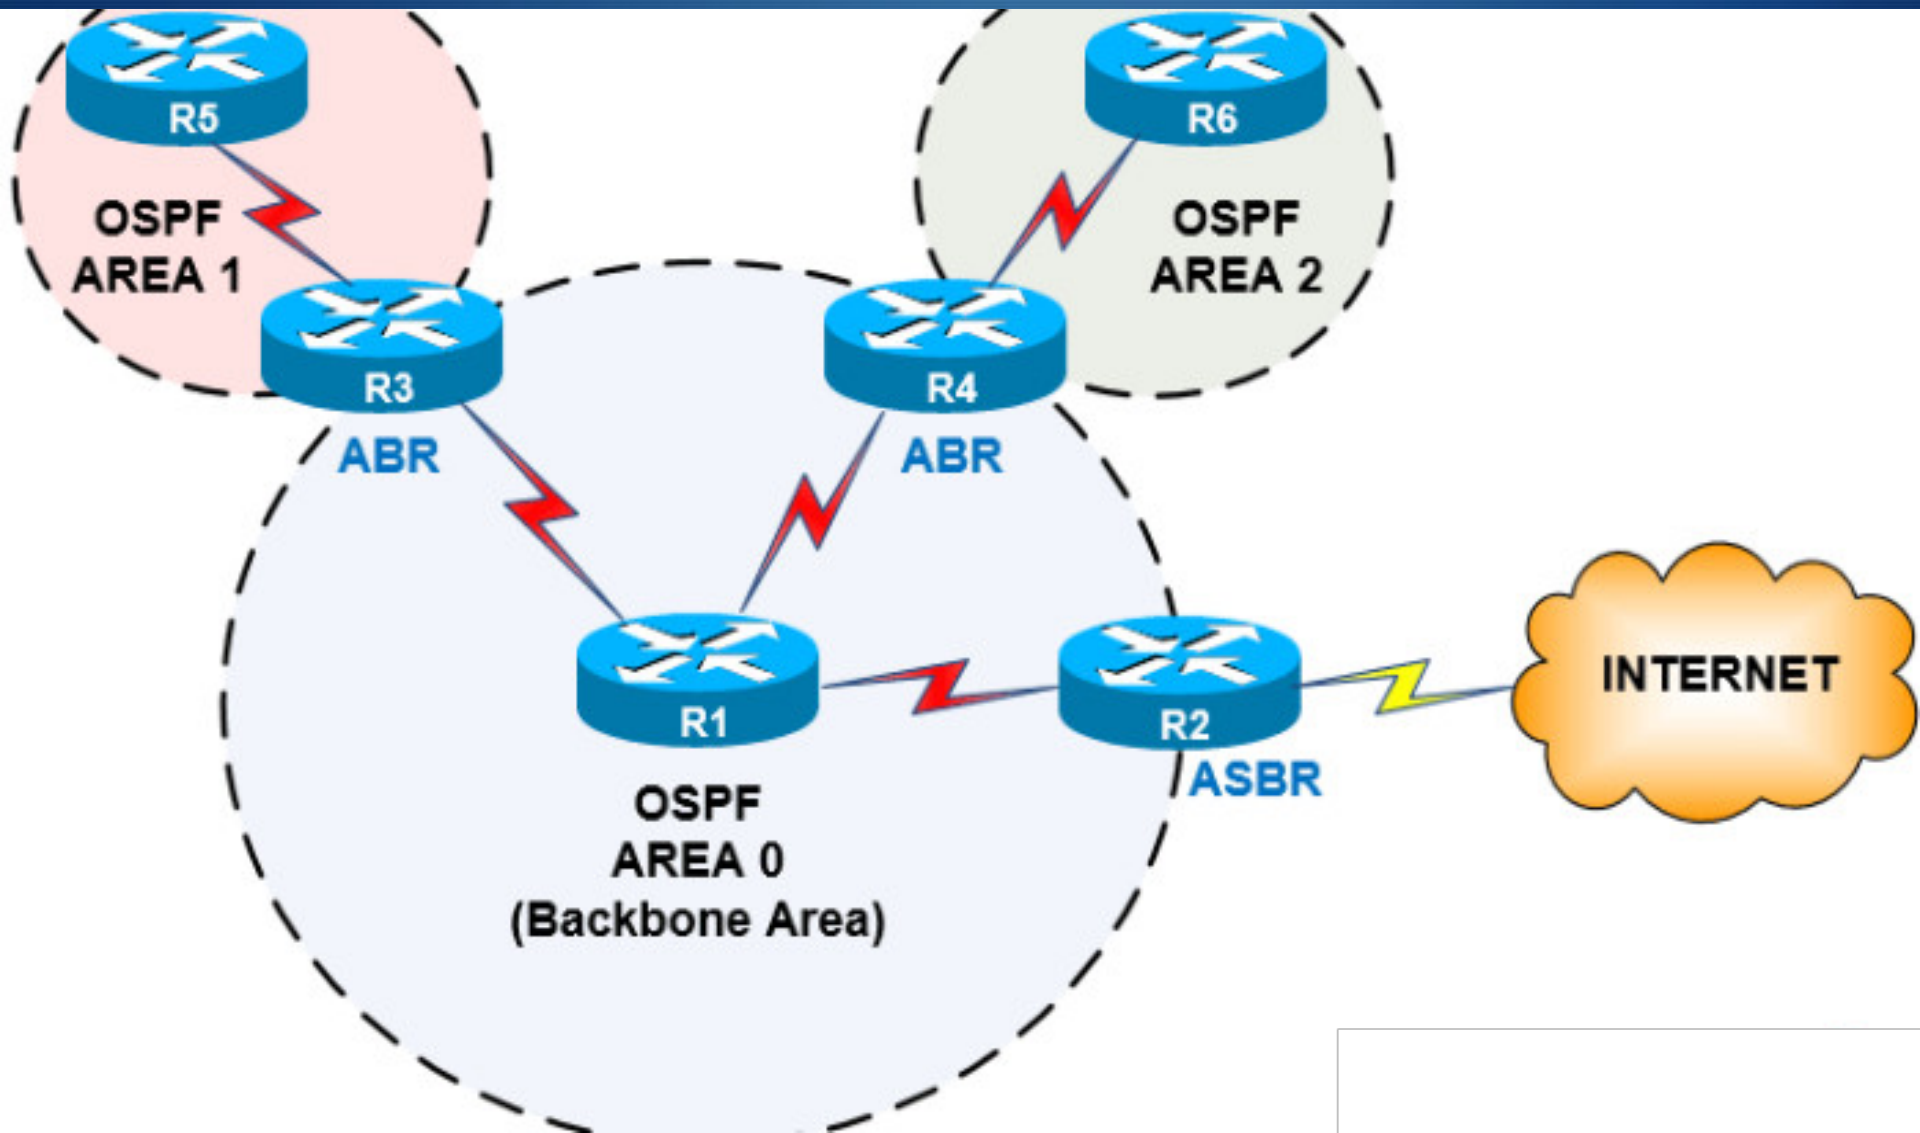 R5
R6
OSPF
AREA 1
OSPF
AREA 2
R3
R4
ABR
ABR
INTERNET
R1
R2
ASBR
OSPF
AREA 0
(Backbone Area)